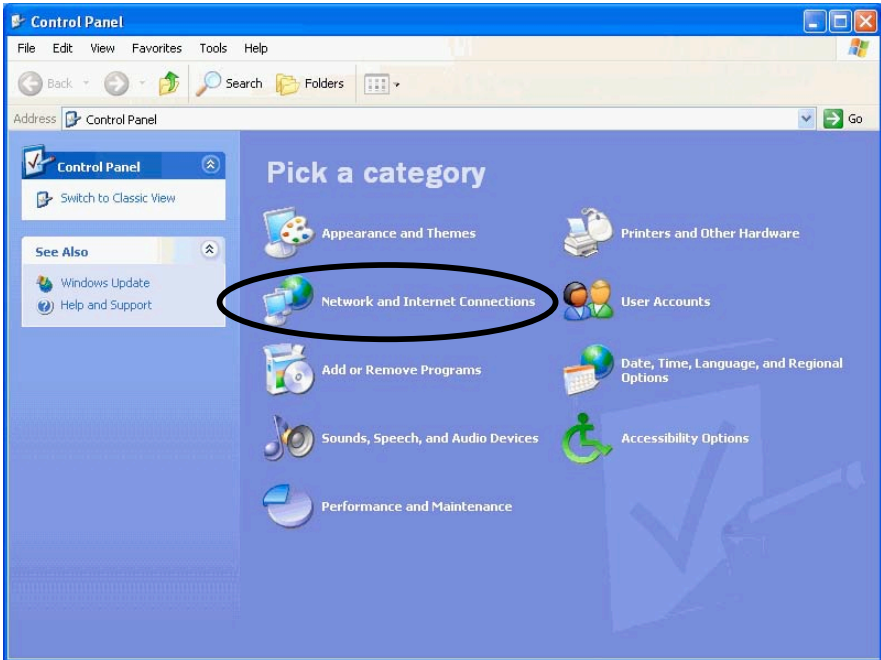 Control Panel
File Edit View Favorites Tools Help
Back Search Folders
Address Control Panel Go
Control Panel
Switch to Classic View
See Also
Windows Update
Help and Support
Pick a category
Appearance and Themes
Printers and Other Hardware
Network and Internet Connections
User Accounts
Add or Remove Programs
Date, Time, Language, and Regional
Options
Sounds, Speech, and Audio Devices
Accessibility Options
Performance and Maintenance